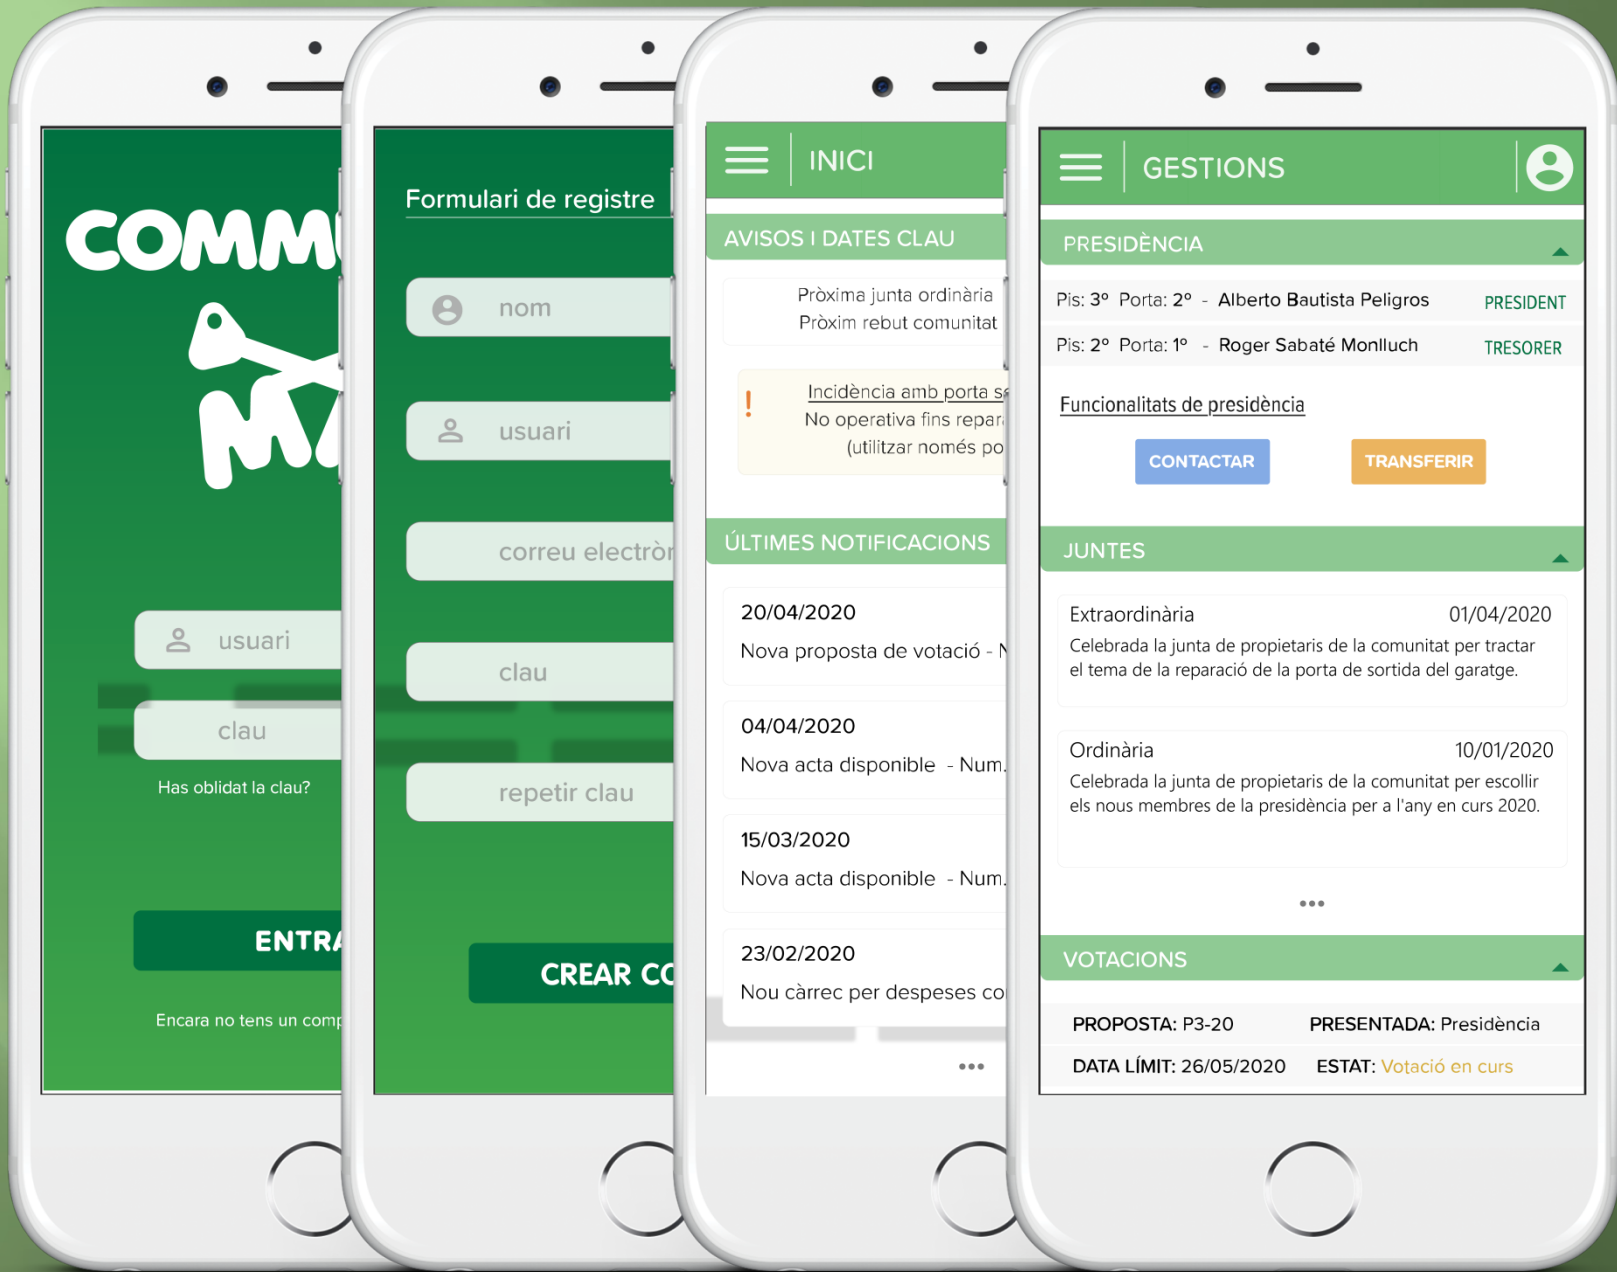 COMM
MA
usuari
clau
Has oblidat la clau?
ENTRA
Encara no tens un comp
Formulari de registre
nom
usuari
correu electròn
clau
repetir clau
CREAR CO
INICI
AVISOS I DATES CLAU
Pròxima junta ordinària
Pròxim rebut comunitat
! Incidència amb porta se
No operativa fins repara
(utilitzar només po
ÚLTIMES NOTIFICACIONS
20/04/2020
Nova proposta de votació - N
04/04/2020
Nova acta disponible - Num.
15/03/2020
Nova acta disponible - Num.
23/02/2020
Nou càrrec per despeses co
GESTIONS
PRESIDÈNCIA
Pis: 3º Porta: 2º - Alberto Bautista Peligros PRESIDENT
Pis: 2º Porta: 1º - Roger Sabaté Monlluch TRESORER
Funcionalitats de presidència
CONTACTAR TRANSFERIR
JUNTES
Extraordinària 01/04/2020
Celebrada la junta de propietaris de la comunitat per tractar
el tema de la reparació de la porta de sortida del garatge.
Ordinària 10/01/2020
Celebrada la junta de propietaris de la comunitat per escollir
els nous membres de la presidència per a l'any en curs 2020.
VOTACIONS
PROPOSTA: P3-20 PRESENTADA: Presidència
DATA LÍMIT: 26/05/2020 ESTAT: Votació en curs